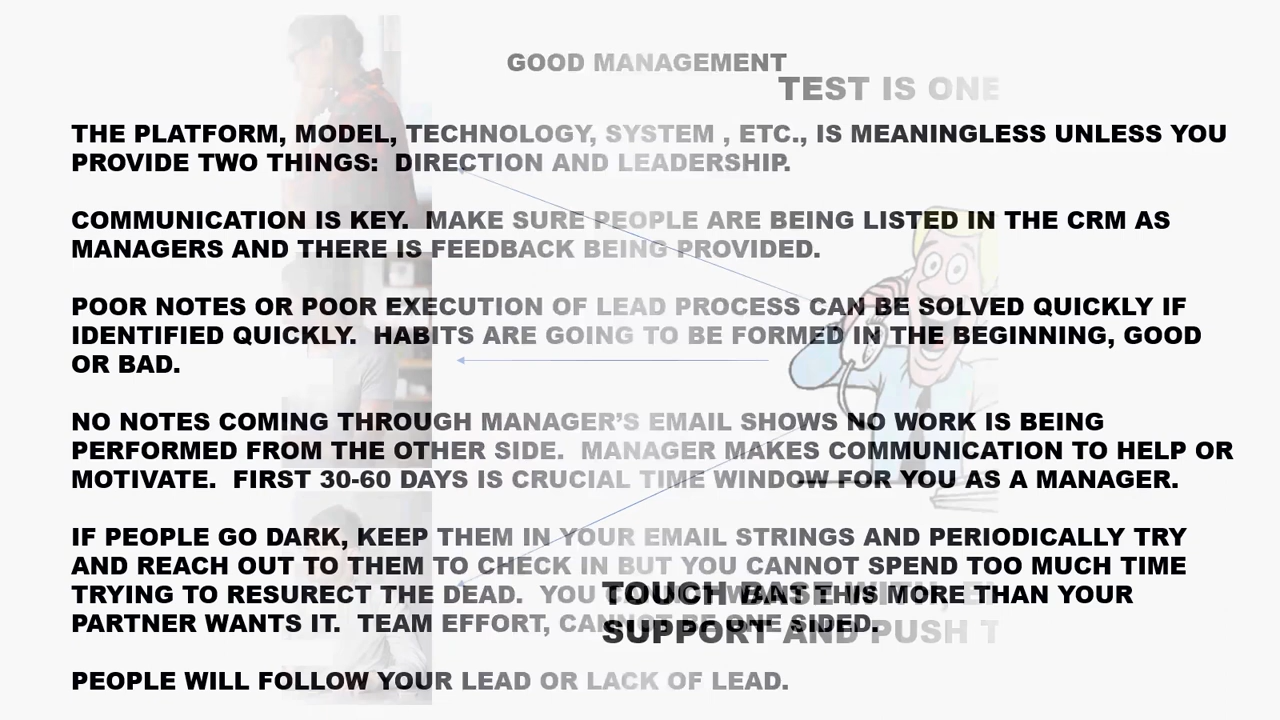 GOOD MANAGEMENT
TEST IS ONE
THE PLATFORM, MODEL, TECHNOLOGY, SYSTEM , ETC., IS MEANINGLESS UNLESS YOU
PROVIDE TWO THINGS:  DIRECTION AND LEADERSHIP.
COMMUNICATION IS KEY.  MAKE SURE PEOPLE ARE BEING LISTED IN THE CRM AS
MANAGERS AND THERE IS FEEDBACK BEING PROVIDED.
POOR NOTES OR POOR EXECUTION OF LEAD PROCESS CAN BE SOLVED QUICKLY IF
IDENTIFIED QUICKLY.  HABITS ARE GOING TO BE FORMED IN THE BEGINNING, GOOD
OR BAD.
NO NOTES COMING THROUGH MANAGER’S EMAIL SHOWS NO WORK IS BEING
PERFORMED FROM THE OTHER SIDE.  MANAGER MAKES COMMUNICATION TO HELP OR
MOTIVATE.  FIRST 30-60 DAYS IS CRUCIAL TIME WINDOW FOR YOU AS A MANAGER.
IF PEOPLE GO DARK, KEEP THEM IN YOUR EMAIL STRINGS AND PERIODICALLY TRY
AND REACH OUT TO THEM TO CHECK IN BUT YOU CANNOT SPEND TOO MUCH TIME
TRYING TO RESURECT THE DEAD.  YOU WANT THIS MORE THAN YOUR
TOUCH BASE WITH,
PARTNER WANTS IT.  TEAM EFFORT, CANNOT BE ONE SIDED.
SUPPORT AND PUSH
PEOPLE WILL FOLLOW YOUR LEAD OR LACK OF LEAD.